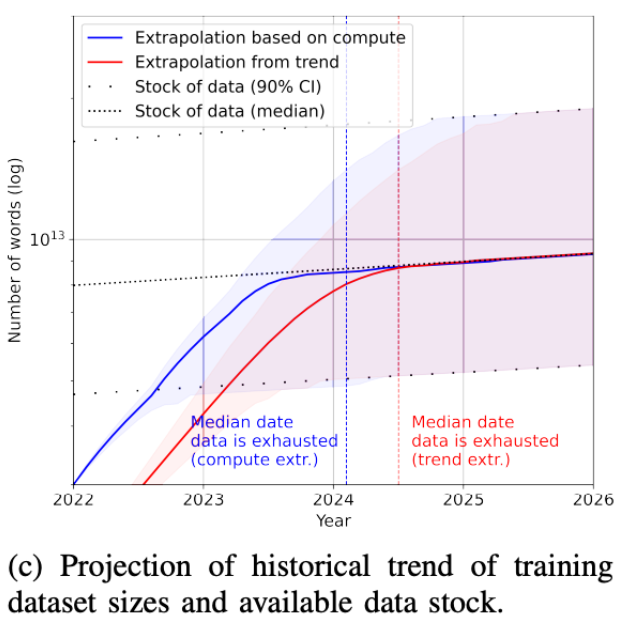 Extrapolation based on compute
Extrapolation from trend
Stock of data (90% CI)
Stock of data (median)
Number of words (log)
10¹³
Median date
data is exhausted
(compute extr.)
Median date
data is exhausted
(trend extr.)
2022 2023 2024 2025 2026
Year
(c) Projection of historical trend of training
dataset sizes and available data stock.